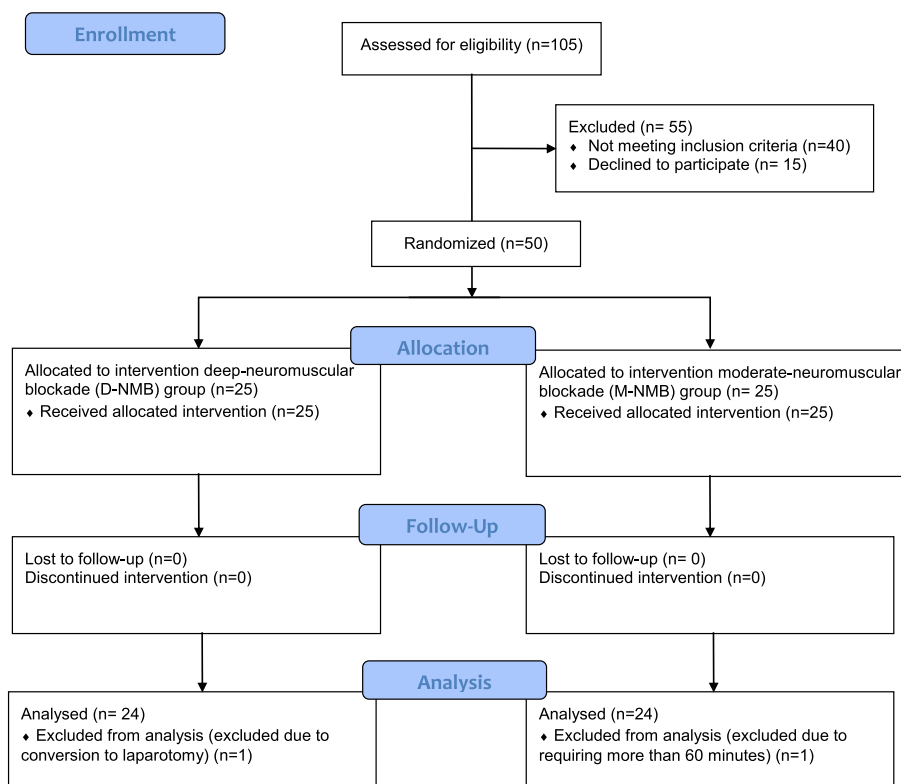 Enrollment
Assessed for eligibility (n=105)
Excluded (n= 55)
♦ Not meeting inclusion criteria (n=40)
♦ Declined to participate (n= 15)
Randomized (n=50)
Allocation
Allocated to intervention deep-neuromuscular
blockade (D-NMB) group (n=25)
♦ Received allocated intervention (n=25)
Allocated to intervention moderate-neuromuscular
blockade (M-NMB) group (n= 25)
♦ Received allocated intervention (n=25)
Follow-Up
Lost to follow-up (n=0)
Discontinued intervention (n=0)
Lost to follow-up (n= 0)
Discontinued intervention (n=0)
Analysis
Analysed (n= 24)
♦ Excluded from analysis (excluded due to
conversion to laparotomy) (n=1)
Analysed (n=24)
♦ Excluded from analysis (excluded due to
requiring more than 60 minutes) (n=1)